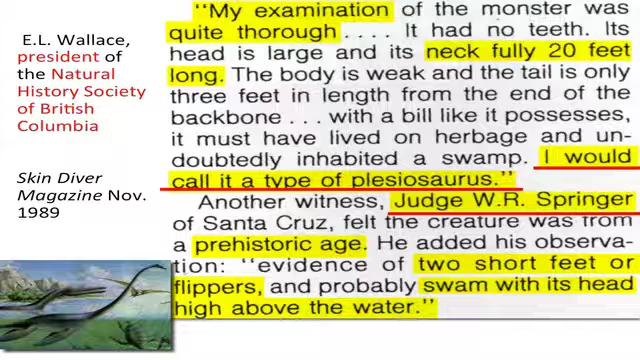 E.L. Wallace,
president of
the Natural
History Society
of British
Columbia
Skin Diver
Magazine Nov.
1989
"My examination of the monster was
quite thorough . . . . It had no teeth. Its
head is large and its neck fully 20 feet
long. The body is weak and the tail is only
three feet in length from the end of the
backbone . . . with a bill like it possesses,
it must have lived on herbage and un-
doubtedly inhabited a swamp. I would
call it a type of plesiosaurus."
Another witness, Judge W.R. Springer
of Santa Cruz, felt the creature was from
a prehistoric age. He added his observa-
tion: "evidence of two short feet or
flippers, and probably swam with its head
high above the water."